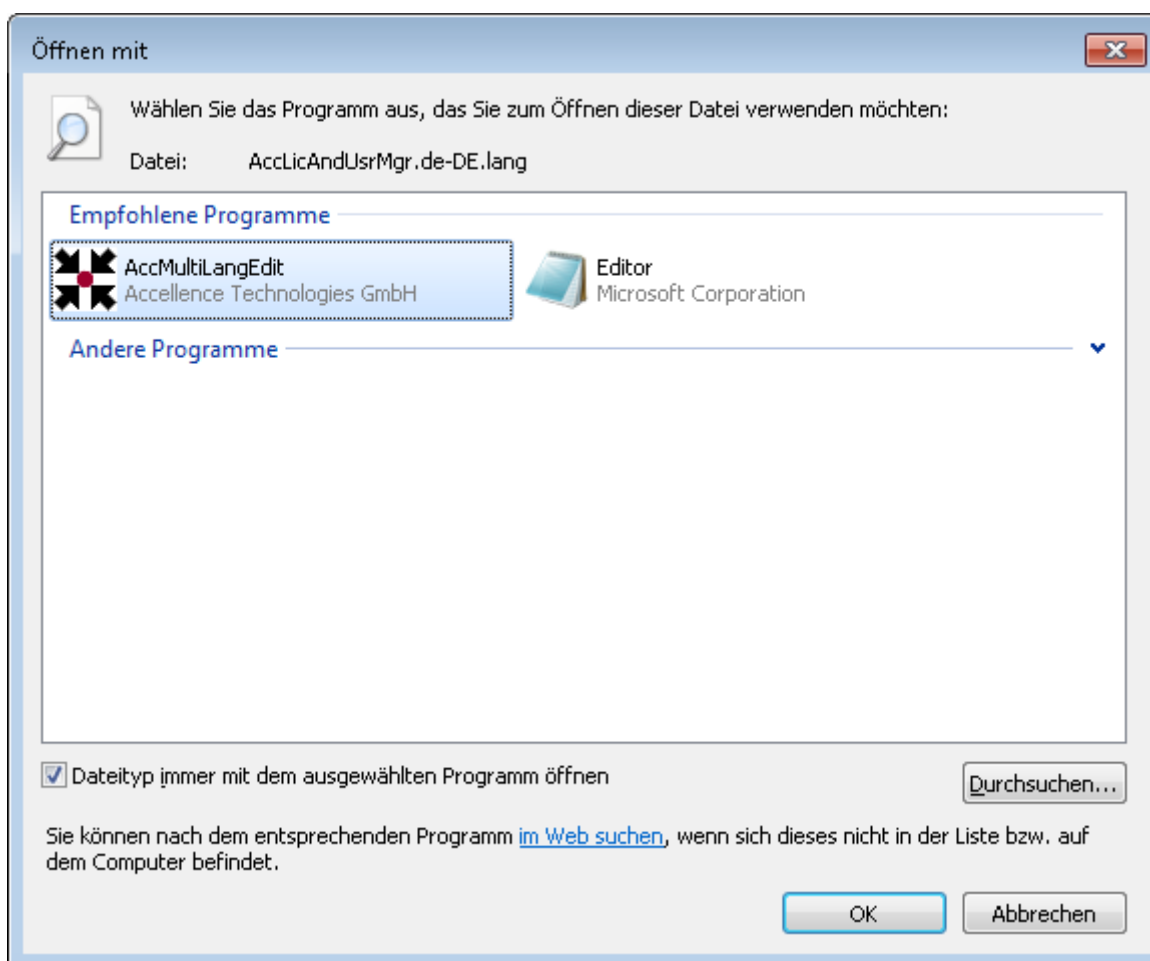 Öffnen mit
Wählen Sie das Programm aus, das Sie zum Öffnen dieser Datei verwenden möchten:
Datei: AccLicAndUsrMgr.de-DE.lang
Empfohlene Programme
AccMultiLangEdit
Accellence Technologies GmbH
Editor
Microsoft Corporation
Andere Programme
Dateityp immer mit dem ausgewählten Programm öffnen
Durchsuchen...
Sie können nach dem entsprechenden Programm im Web suchen, wenn sich dieses nicht in der Liste bzw. auf
dem Computer befindet.
OK
Abbrechen